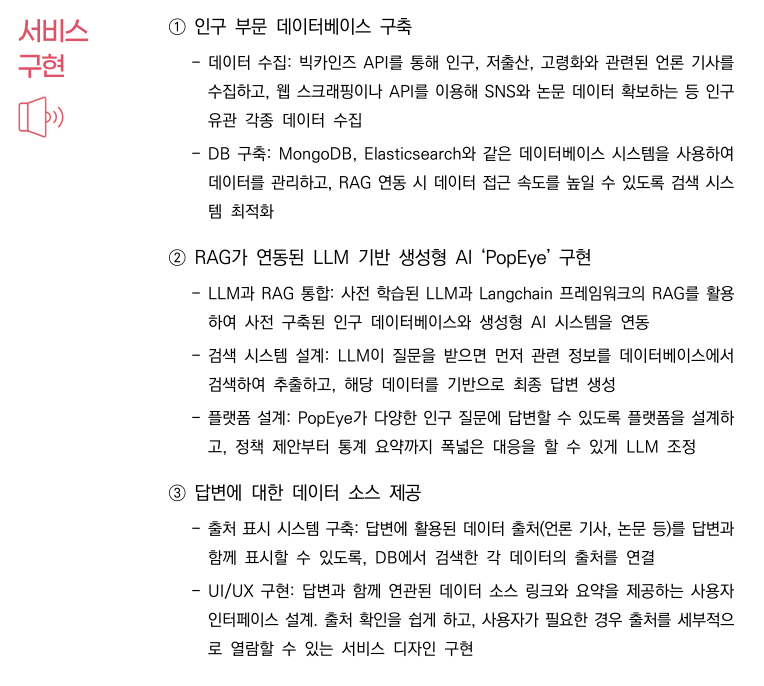 서비스
구현
① 인구 부문 데이터베이스 구축
- 데이터 수집: 빅카인즈 API를 통해 인구, 저출산, 고령화와 관련된 언론 기사를
수집하고, 웹 스크래핑이나 API를 이용해 SNS와 논문 데이터 확보하는 등 인구
유관 각종 데이터 수집
- DB 구축: MongoDB, Elasticsearch와 같은 데이터베이스 시스템을 사용하여
데이터를 관리하고, RAG 연동 시 데이터 접근 속도를 높일 수 있도록 검색 시스
템 최적화
② RAG가 연동된 LLM 기반 생성형 AI ‘PopEye’ 구현
- LLM과 RAG 통합: 사전 학습된 LLM과 Langchain 프레임워크의 RAG를 활용
하여 사전 구축된 인구 데이터베이스와 생성형 AI 시스템을 연동
- 검색 시스템 설계: LLM이 질문을 받으면 먼저 관련 정보를 데이터베이스에서
검색하여 추출하고, 해당 데이터를 기반으로 최종 답변 생성
- 플랫폼 설계: PopEye가 다양한 인구 질문에 답변할 수 있도록 플랫폼을 설계하
고, 정책 제안부터 통계 요약까지 폭넓은 대응을 할 수 있게 LLM 조정
③ 답변에 대한 데이터 소스 제공
- 출처 표시 시스템 구축: 답변에 활용된 데이터 출처(언론 기사, 논문 등)를 답변과
함께 표시할 수 있도록, DB에서 검색한 각 데이터의 출처를 연결
- UI/UX 구현: 답변과 함께 연관된 데이터 소스 링크와 요약을 제공하는 사용자
인터페이스 설계. 출처 확인을 쉽게 하고, 사용자가 필요한 경우 출처를 세부적으
로 열람할 수 있는 서비스 디자인 구현